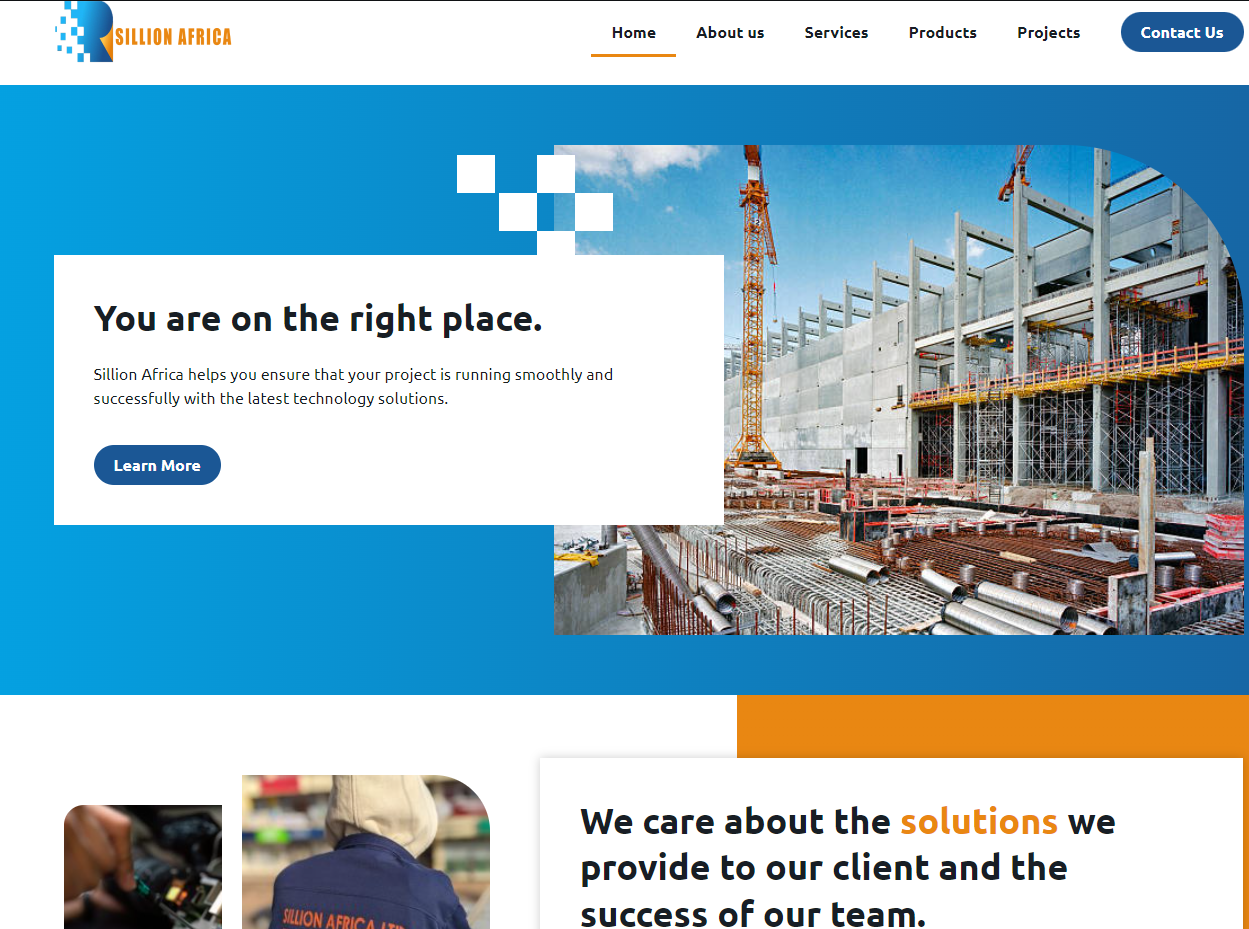 SILLION AFRICA
Home About us Services Products Projects Contact Us
You are on the right place.
Sillion Africa helps you ensure that your project is running smoothly and
successfully with the latest technology solutions.
Learn More
We care about the solutions we
provide to our client and the
success of our team.
SILLION AFRICA LTD